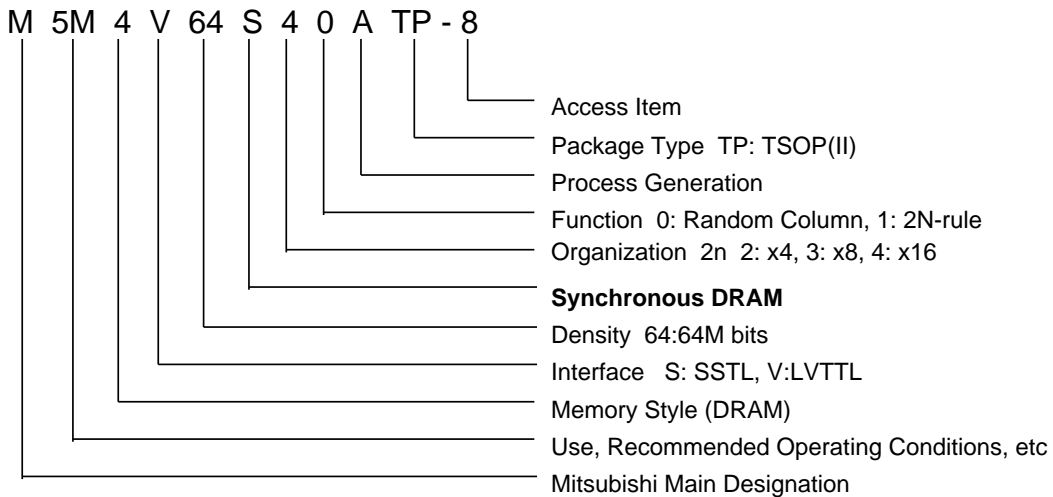 M 5M 4 V 64 S 4 0 A TP - 8
Access Item
Package Type TP: TSOP(II)
Process Generation
Function 0: Random Column, 1: 2N-rule
Organization 2n 2: x4, 3: x8, 4: x16
Synchronous DRAM
Density 64:64M bits
Interface S: SSTL, V:LVTTL
Memory Style (DRAM)
Use, Recommended Operating Conditions, etc
Mitsubishi Main Designation